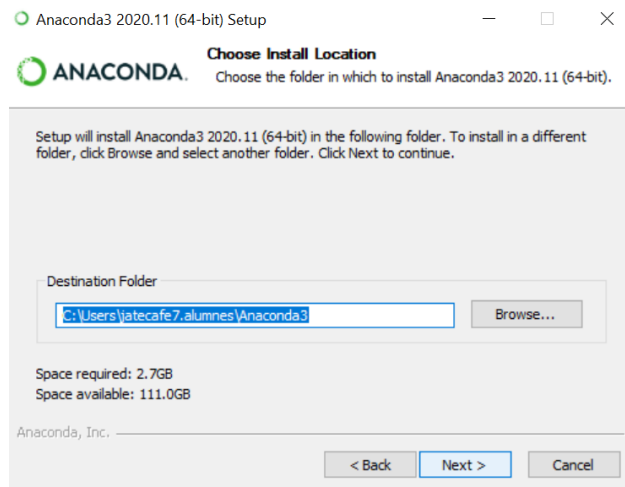 Anaconda3 2020.11 (64-bit) Setup
Choose Install Location
ANACONDA.
Choose the folder in which to install Anaconda3 2020.11 (64-bit).
Setup will install Anaconda3 2020.11 (64-bit) in the following folder. To install in a different
folder, click Browse and select another folder. Click Next to continue.
Destination Folder
C:\Users\jatecafe7.alumnes\Anaconda3
Browse...
Space required: 2.7GB
Space available: 111.0GB
Anaconda, Inc.
< Back
Next >
Cancel